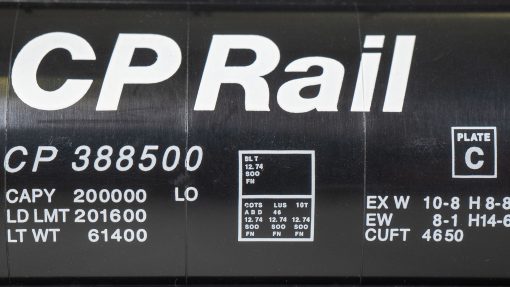 CP Rail
CP 388500
CAPY 200000 LO
LD LMT 201600
LT WT 61400
BLT
12.74
SOO
FN
COTS LUS 1GT
ABD 46
12.74 12.74 12.74
SOO SOO SOO
FN FN FN
PLATE
C
EX W 10-8 H 8-8
EW 8-1 H14-6
CUFT 4650